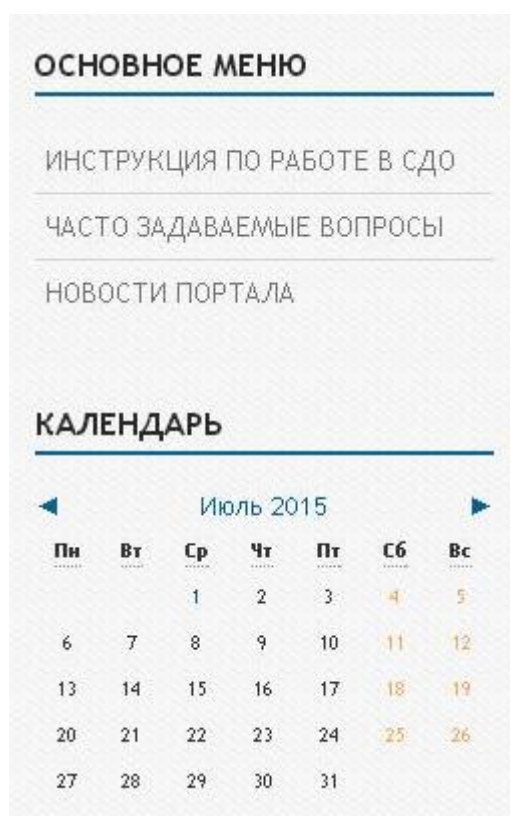 ОСНОВНОЕ МЕНЮ
ИНСТРУКЦИЯ ПО РАБОТЕ В СДО
ЧАСТО ЗАДАВАЕМЫЕ ВОПРОСЫ
НОВОСТИ ПОРТАЛА
КАЛЕНДАРЬ
◄ Июль 2015 ►
Пн Вт Ср Чт Пт Сб Вс
1 2 3 4 5
6 7 8 9 10 11 12
13 14 15 16 17 18 19
20 21 22 23 24 25 26
27 28 29 30 31